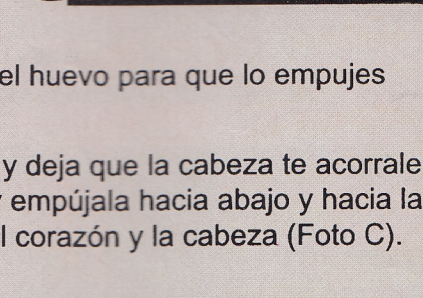 el huevo para que lo empujes
y deja que la cabeza te acorrale
empújala hacia abajo y hacia la
corazón y la cabeza (Foto C).